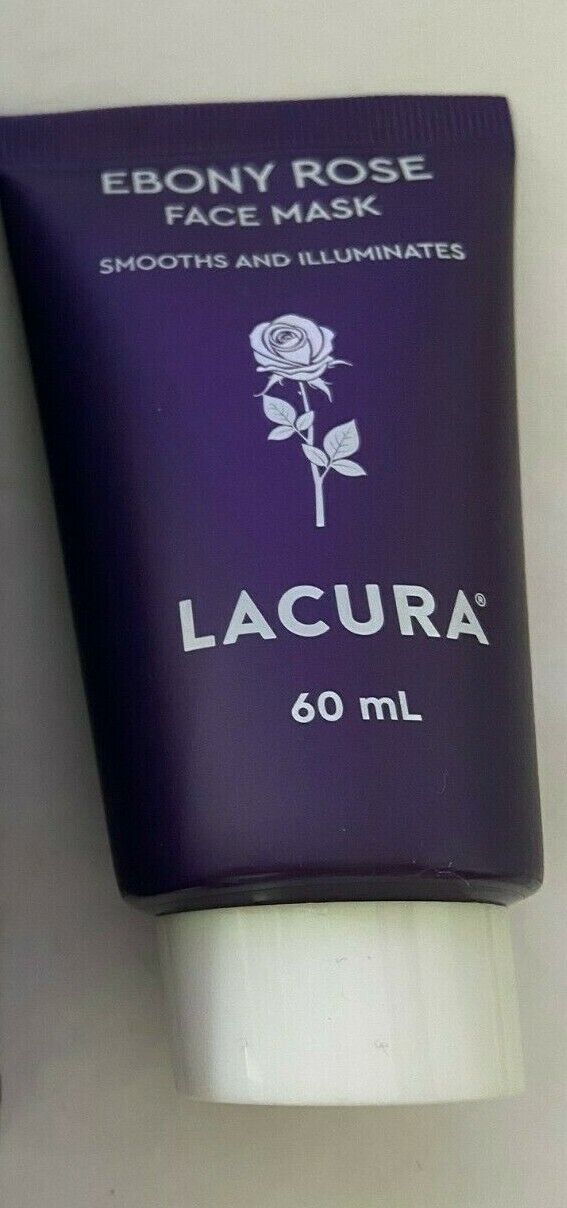 EBONY ROSE
FACE MASK
SMOOTHS AND ILLUMINATES
LACURA®
60 mL